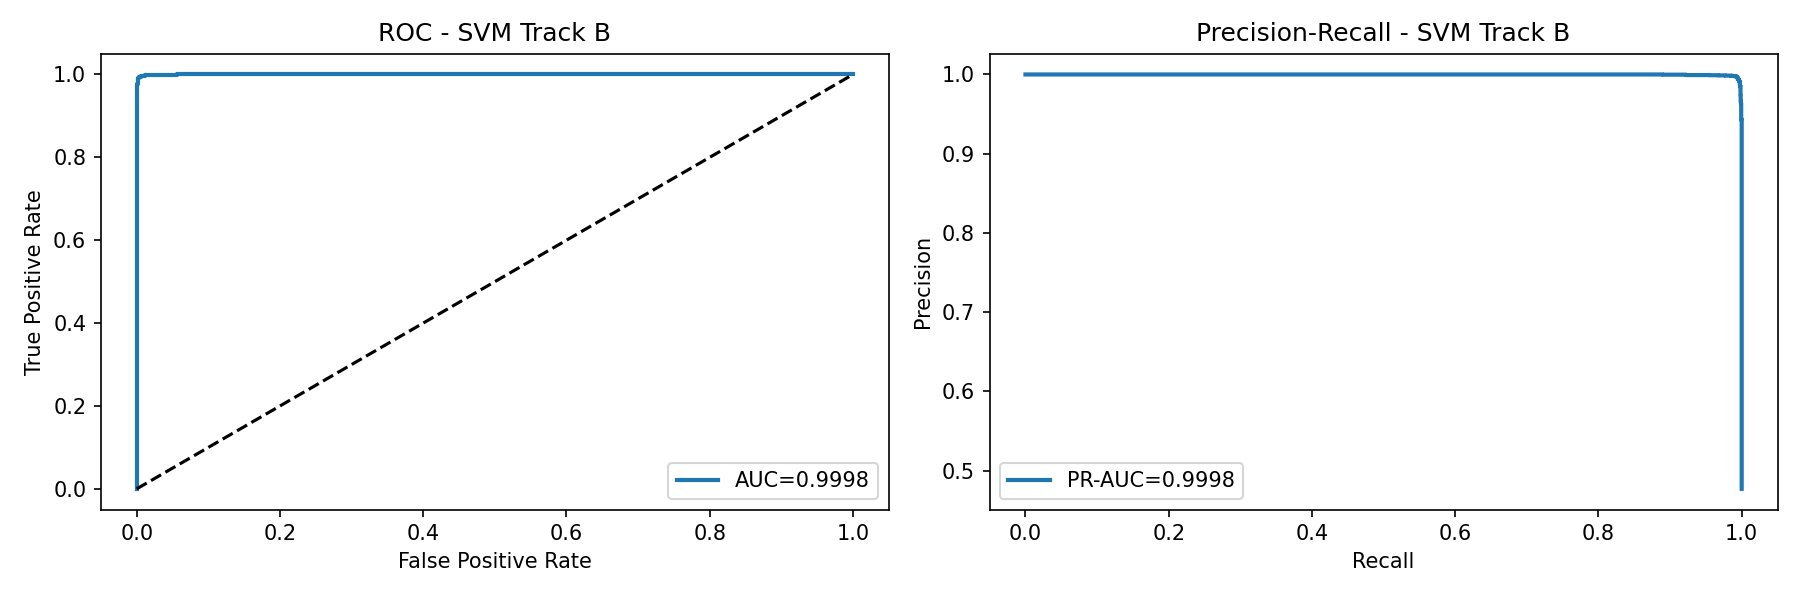 ROC - SVM Track B
1.0
0.8
0.6
0.4
0.2
0.0
True Positive Rate
AUC=0.9998
0.0 0.2 0.4 0.6 0.8 1.0
False Positive Rate
Precision-Recall - SVM Track B
1.0
0.9
0.8
0.7
0.6
0.5
Precision
PR-AUC=0.9998
0.0 0.2 0.4 0.6 0.8 1.0
Recall